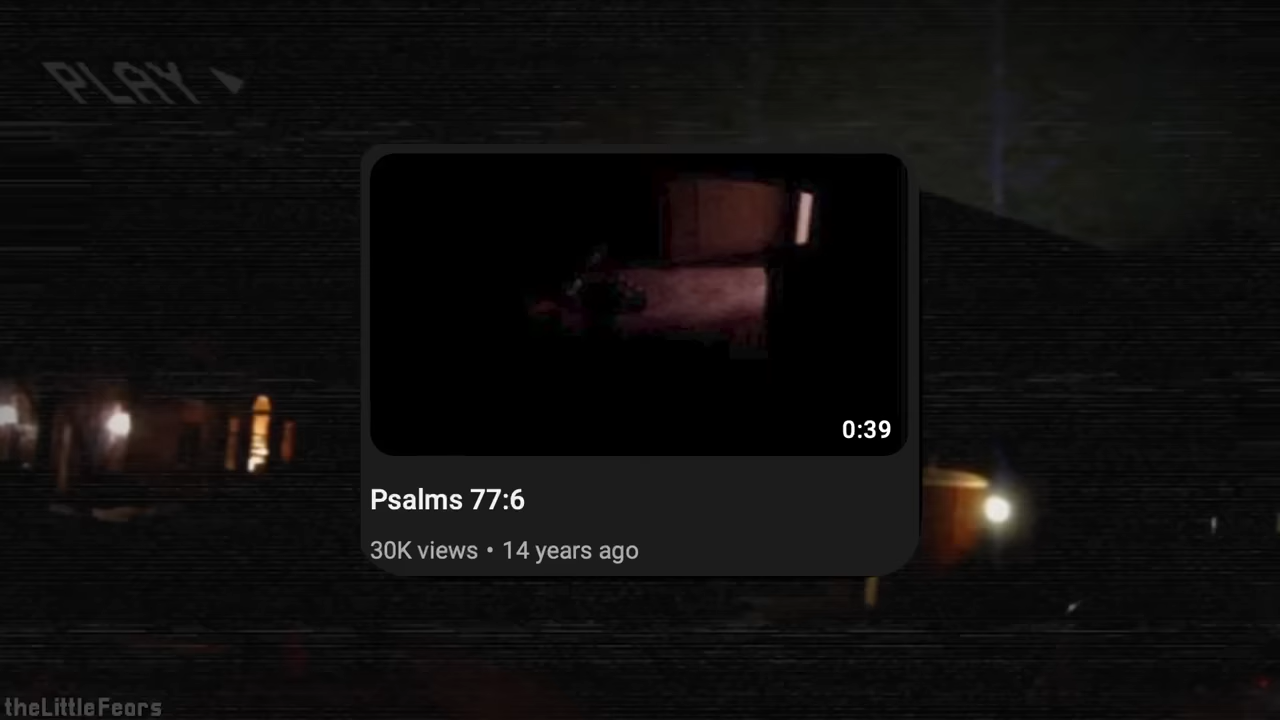 PLAY
0:39
Psalms 77:6
30K views • 14 years ago
theLittleFears